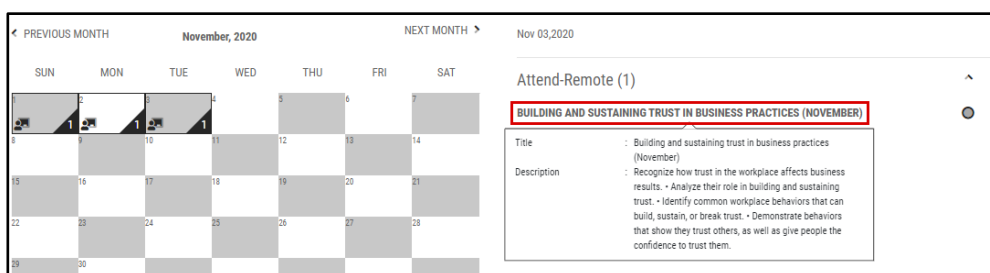 PREVIOUS MONTH
November, 2020
NEXT MONTH
SUN MON TUE WED THU FRI SAT
1 2 3 4 5 6 7
1 1 1
8 9 10 11 12 13 14
15 16 17 18 19 20 21
22 23 24 25 26 27 28
29 30
Nov 03,2020
Attend-Remote (1)
BUILDING AND SUSTAINING TRUST IN BUSINESS PRACTICES (NOVEMBER)
Title : Building and sustaining trust in business practices
(November)
Description : Recognize how trust in the workplace affects business
results. • Analyze their role in building and sustaining
trust. • Identify common workplace behaviors that can
build, sustain, or break trust. • Demonstrate behaviors
that show they trust others, as well as give people the
confidence to trust them.